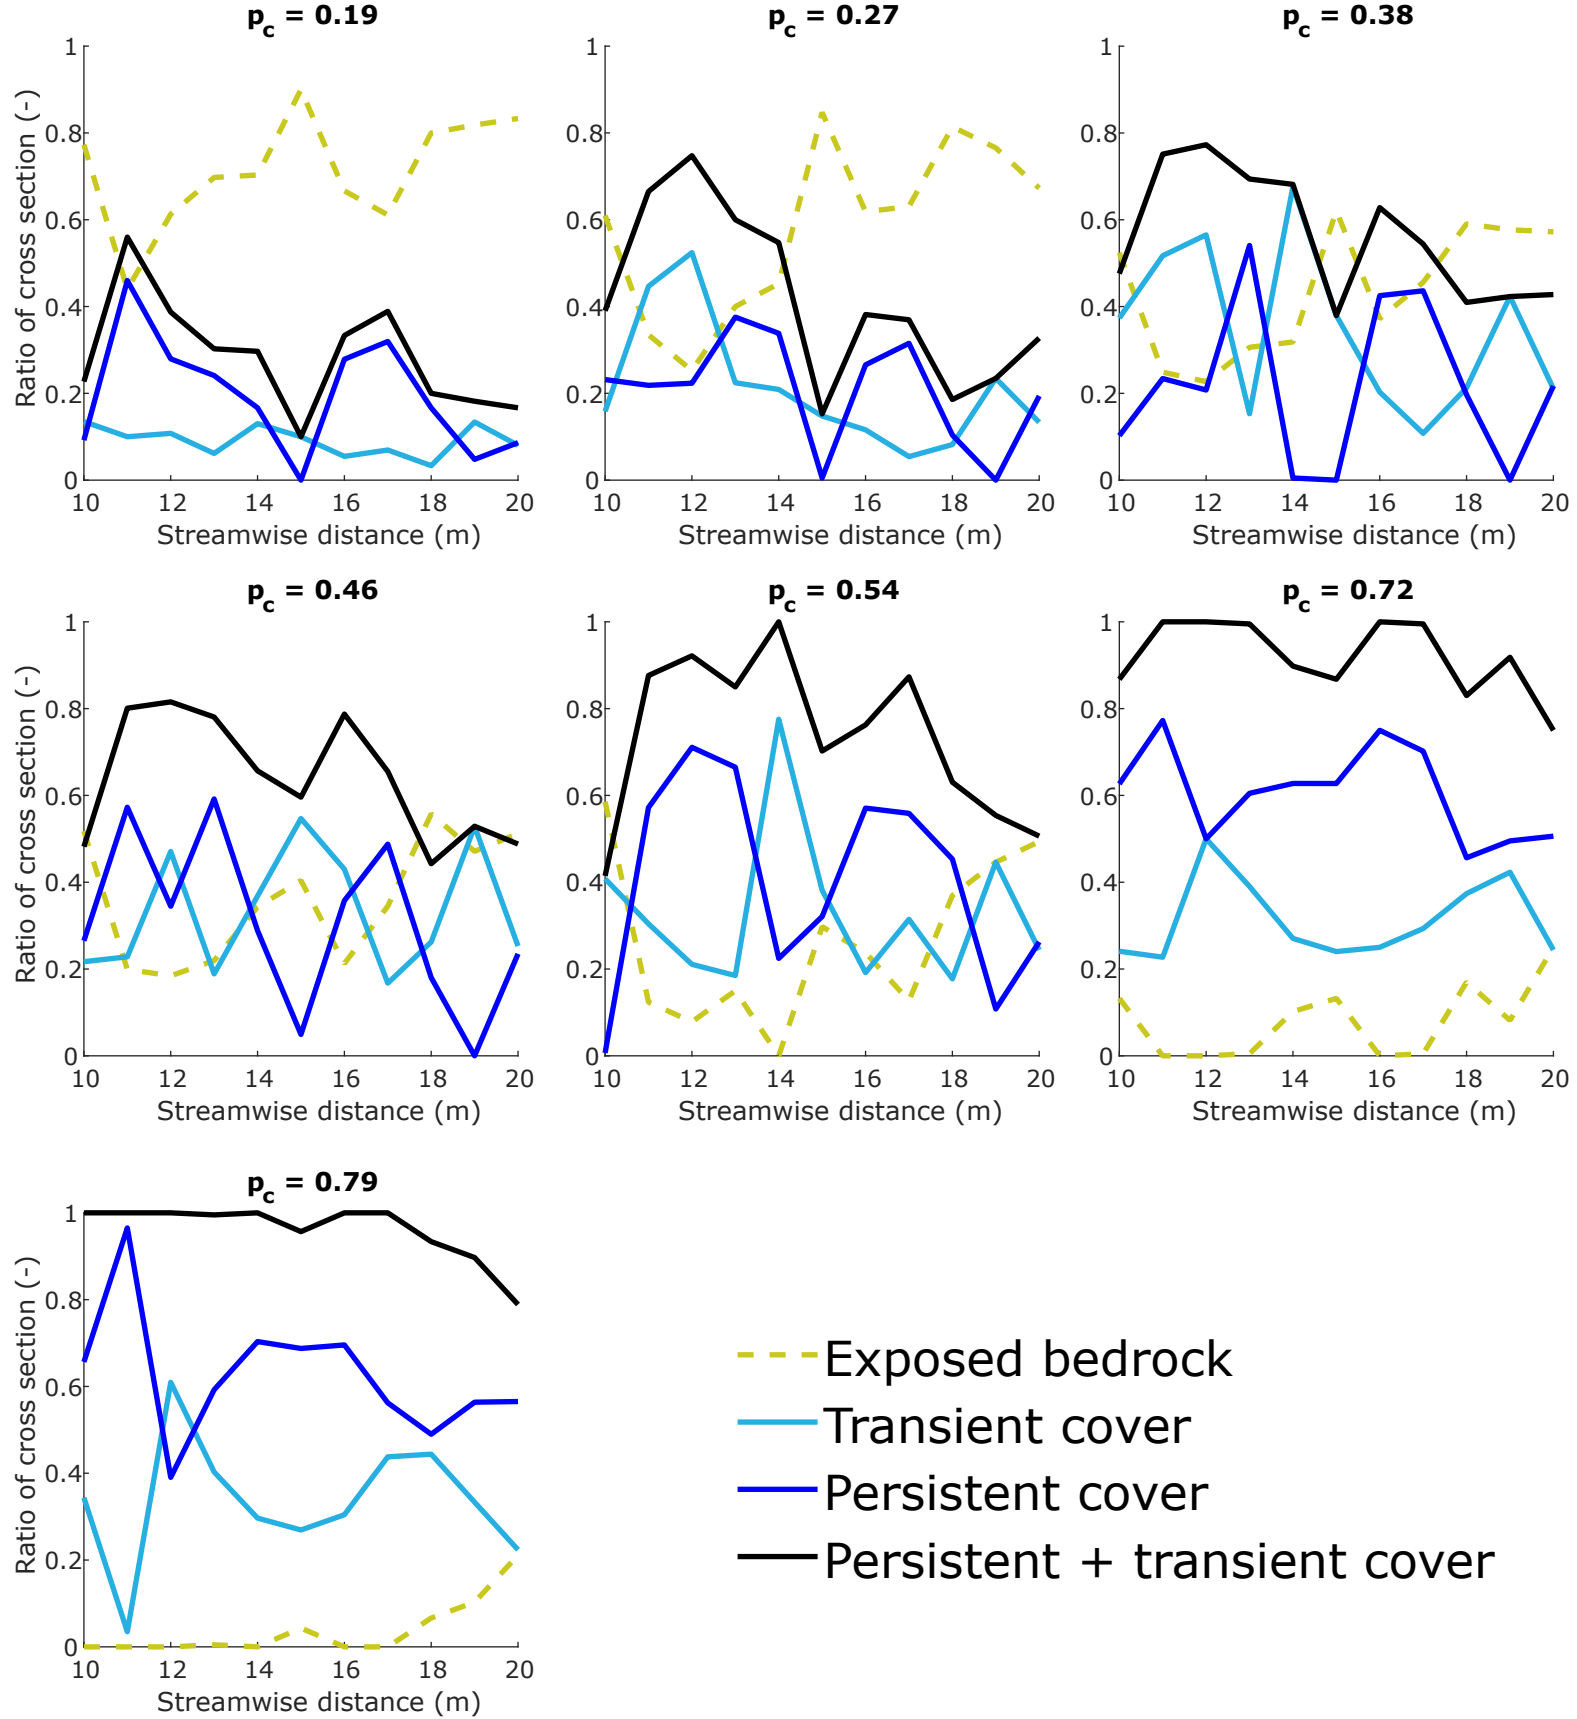 p_c = 0.19
p_c = 0.27
p_c = 0.38
Ratio of cross section (-)
1
0.8
0.6
0.4
0.2
0
10 12 14 16 18 20
Streamwise distance (m)
1
0.8
0.6
0.4
0.2
0
10 12 14 16 18 20
Streamwise distance (m)
1
0.8
0.6
0.4
0.2
0
10 12 14 16 18 20
Streamwise distance (m)
p_c = 0.46
p_c = 0.54
p_c = 0.72
Ratio of cross section (-)
1
0.8
0.6
0.4
0.2
0
10 12 14 16 18 20
Streamwise distance (m)
1
0.8
0.6
0.4
0.2
0
10 12 14 16 18 20
Streamwise distance (m)
1
0.8
0.6
0.4
0.2
0
10 12 14 16 18 20
Streamwise distance (m)
p_c = 0.79
Ratio of cross section (-)
1
0.8
0.6
0.4
0.2
0
10 12 14 16 18 20
Streamwise distance (m)
Exposed bedrock
Transient cover
Persistent cover
Persistent + transient cover